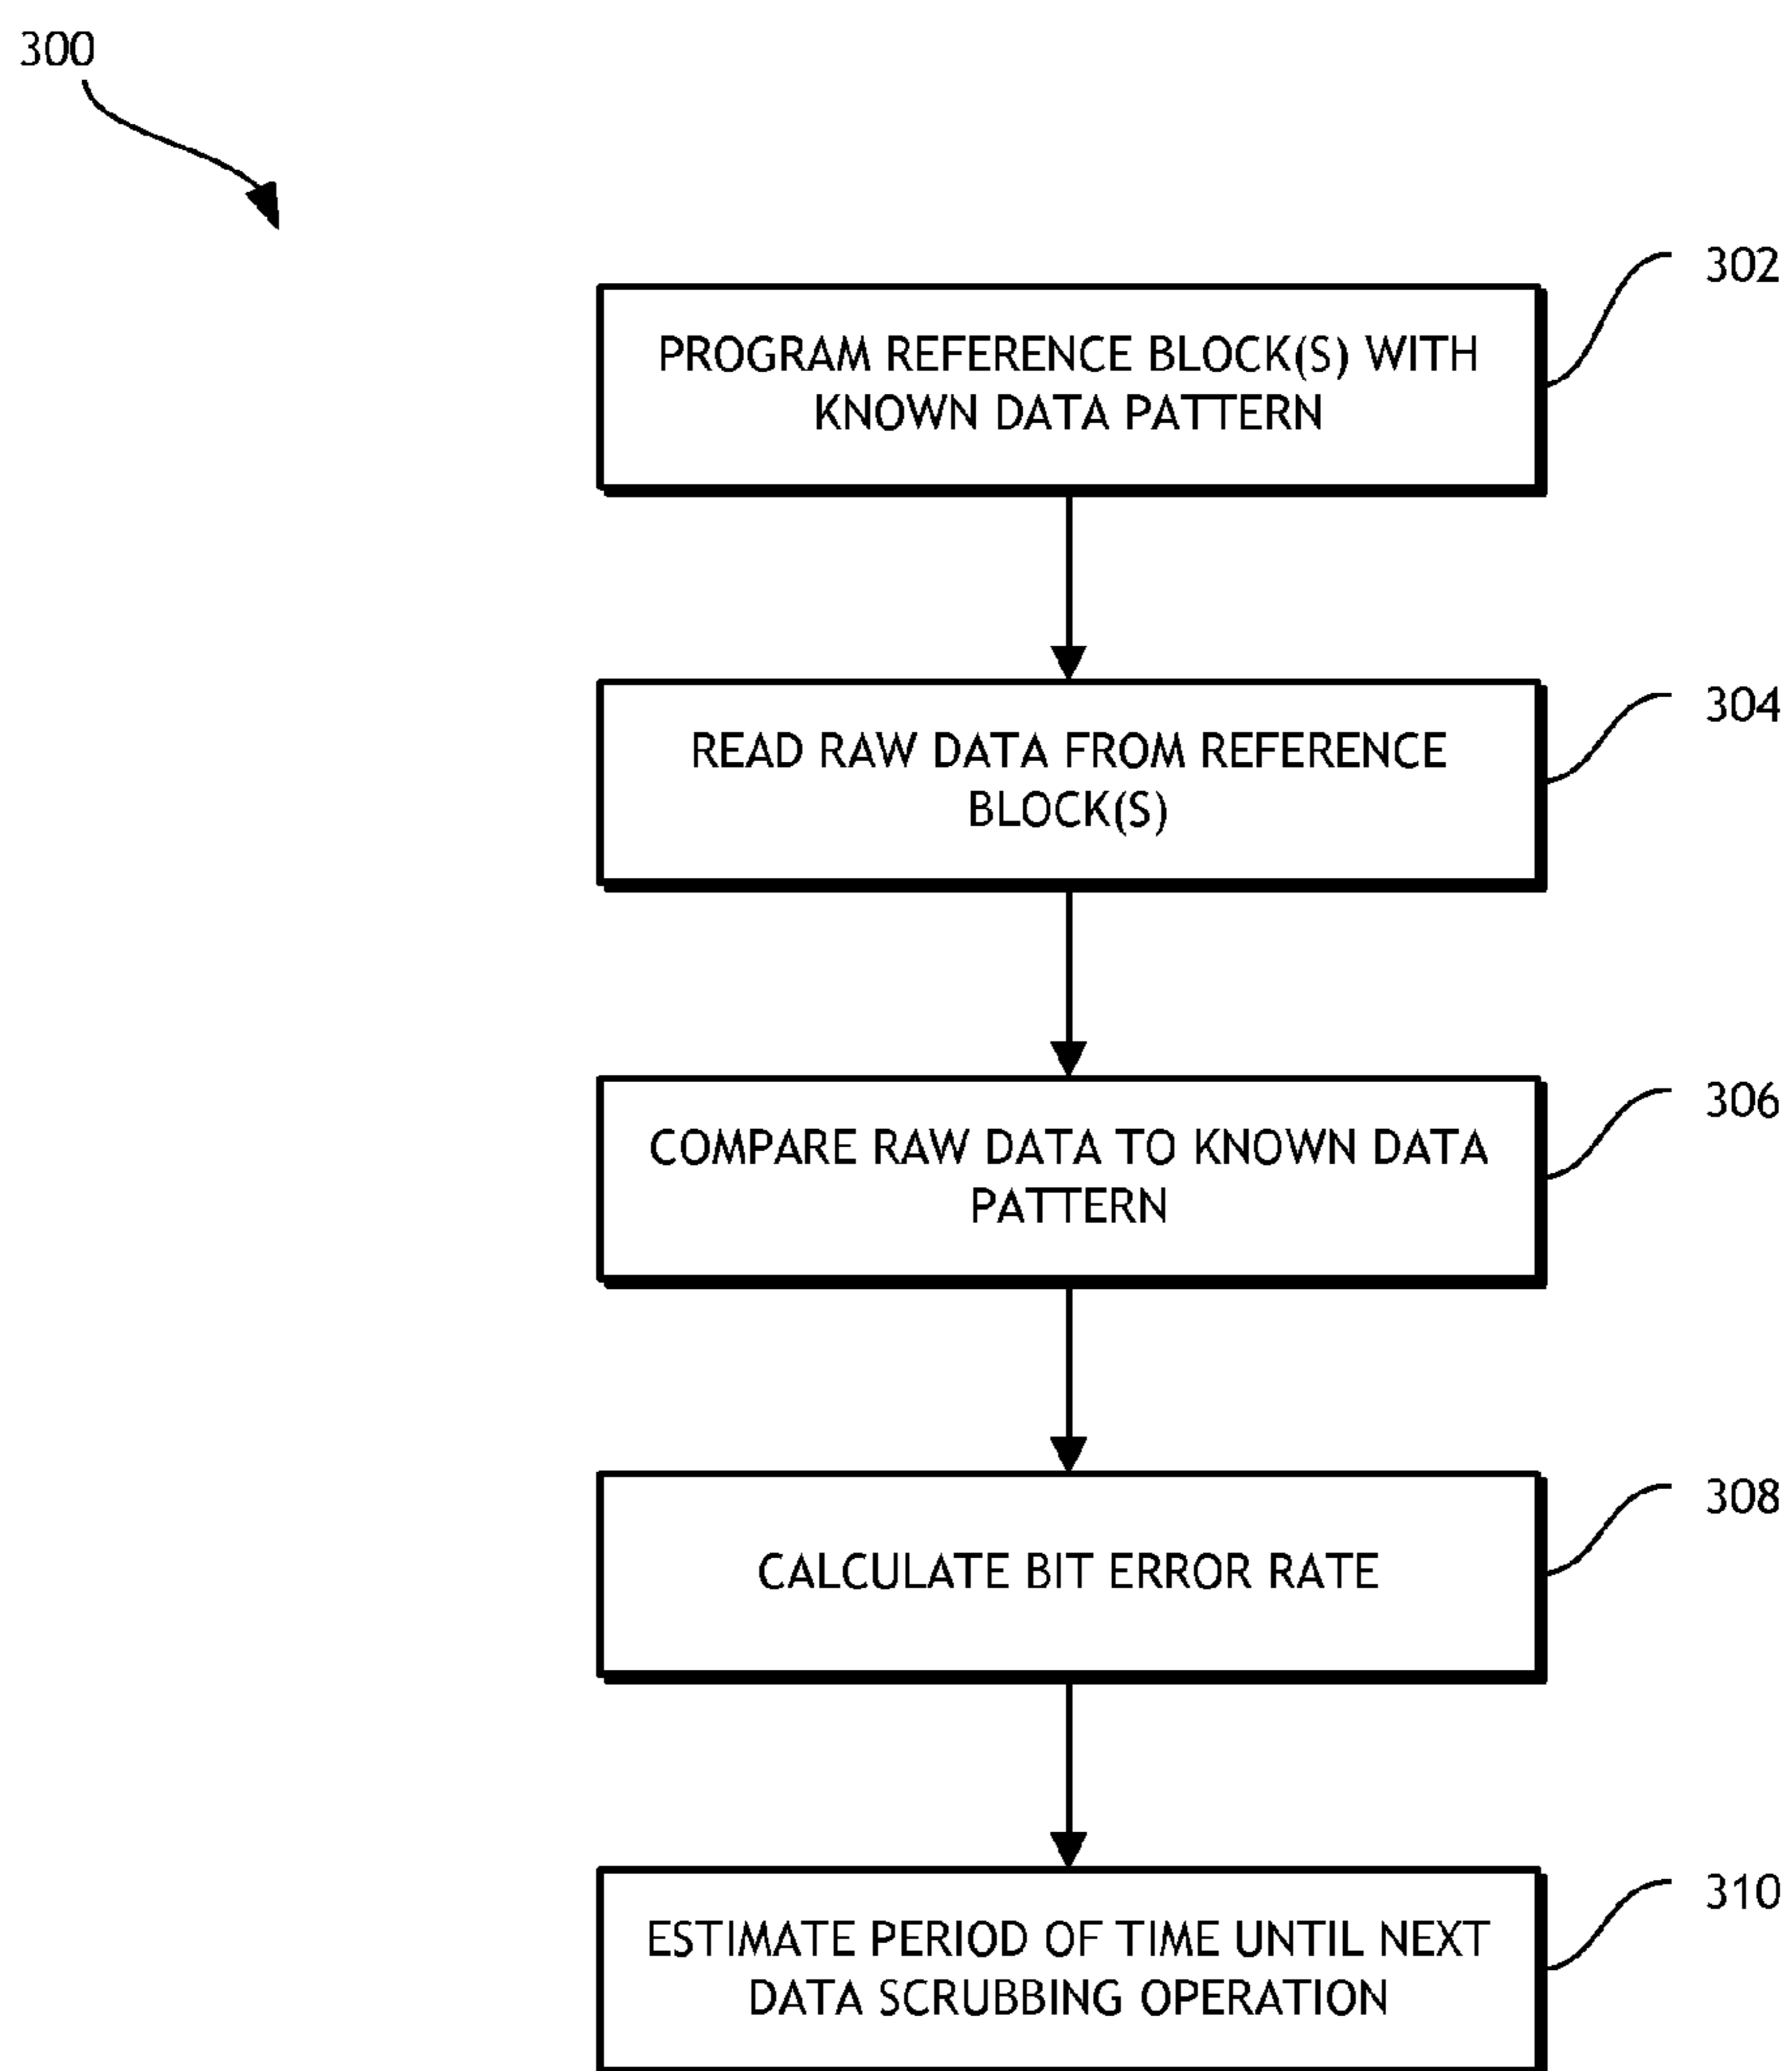 300
302
PROGRAM REFERENCE BLOCK(S) WITH
KNOWN DATA PATTERN
304
READ RAW DATA FROM REFERENCE
BLOCK(S)
306
COMPARE RAW DATA TO KNOWN DATA
PATTERN
308
CALCULATE BIT ERROR RATE
310
ESTIMATE PERIOD OF TIME UNTIL NEXT
DATA SCRUBBING OPERATION